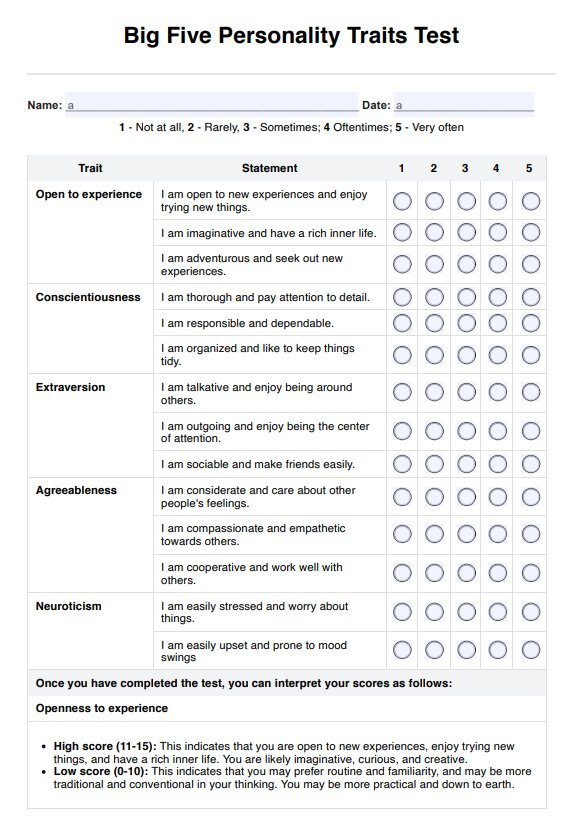 Big Five Personality Traits Test
Name: a Date: a
1 - Not at all, 2 - Rarely, 3 - Sometimes; 4 Oftentimes; 5 - Very often
Trait Statement 1 2 3 4 5
Open to experience I am open to new experiences and enjoy
trying new things.
I am imaginative and have a rich inner life.
I am adventurous and seek out new
experiences.
Conscientiousness I am thorough and pay attention to detail.
I am responsible and dependable.
I am organized and like to keep things
tidy.
Extraversion I am talkative and enjoy being around
others.
I am outgoing and enjoy being the center
of attention.
I am sociable and make friends easily.
Agreeableness I am considerate and care about other
people's feelings.
I am compassionate and empathetic
towards others.
I am cooperative and work well with
others.
Neuroticism I am easily stressed and worry about
things.
I am easily upset and prone to mood
swings
Once you have completed the test, you can interpret your scores as follows:
Openness to experience
• High score (11-15): This indicates that you are open to new experiences, enjoy trying new
things, and have a rich inner life. You are likely imaginative, curious, and creative.
• Low score (0-10): This indicates that you may prefer routine and familiarity, and may be more
traditional and conventional in your thinking. You may be more practical and down to earth.